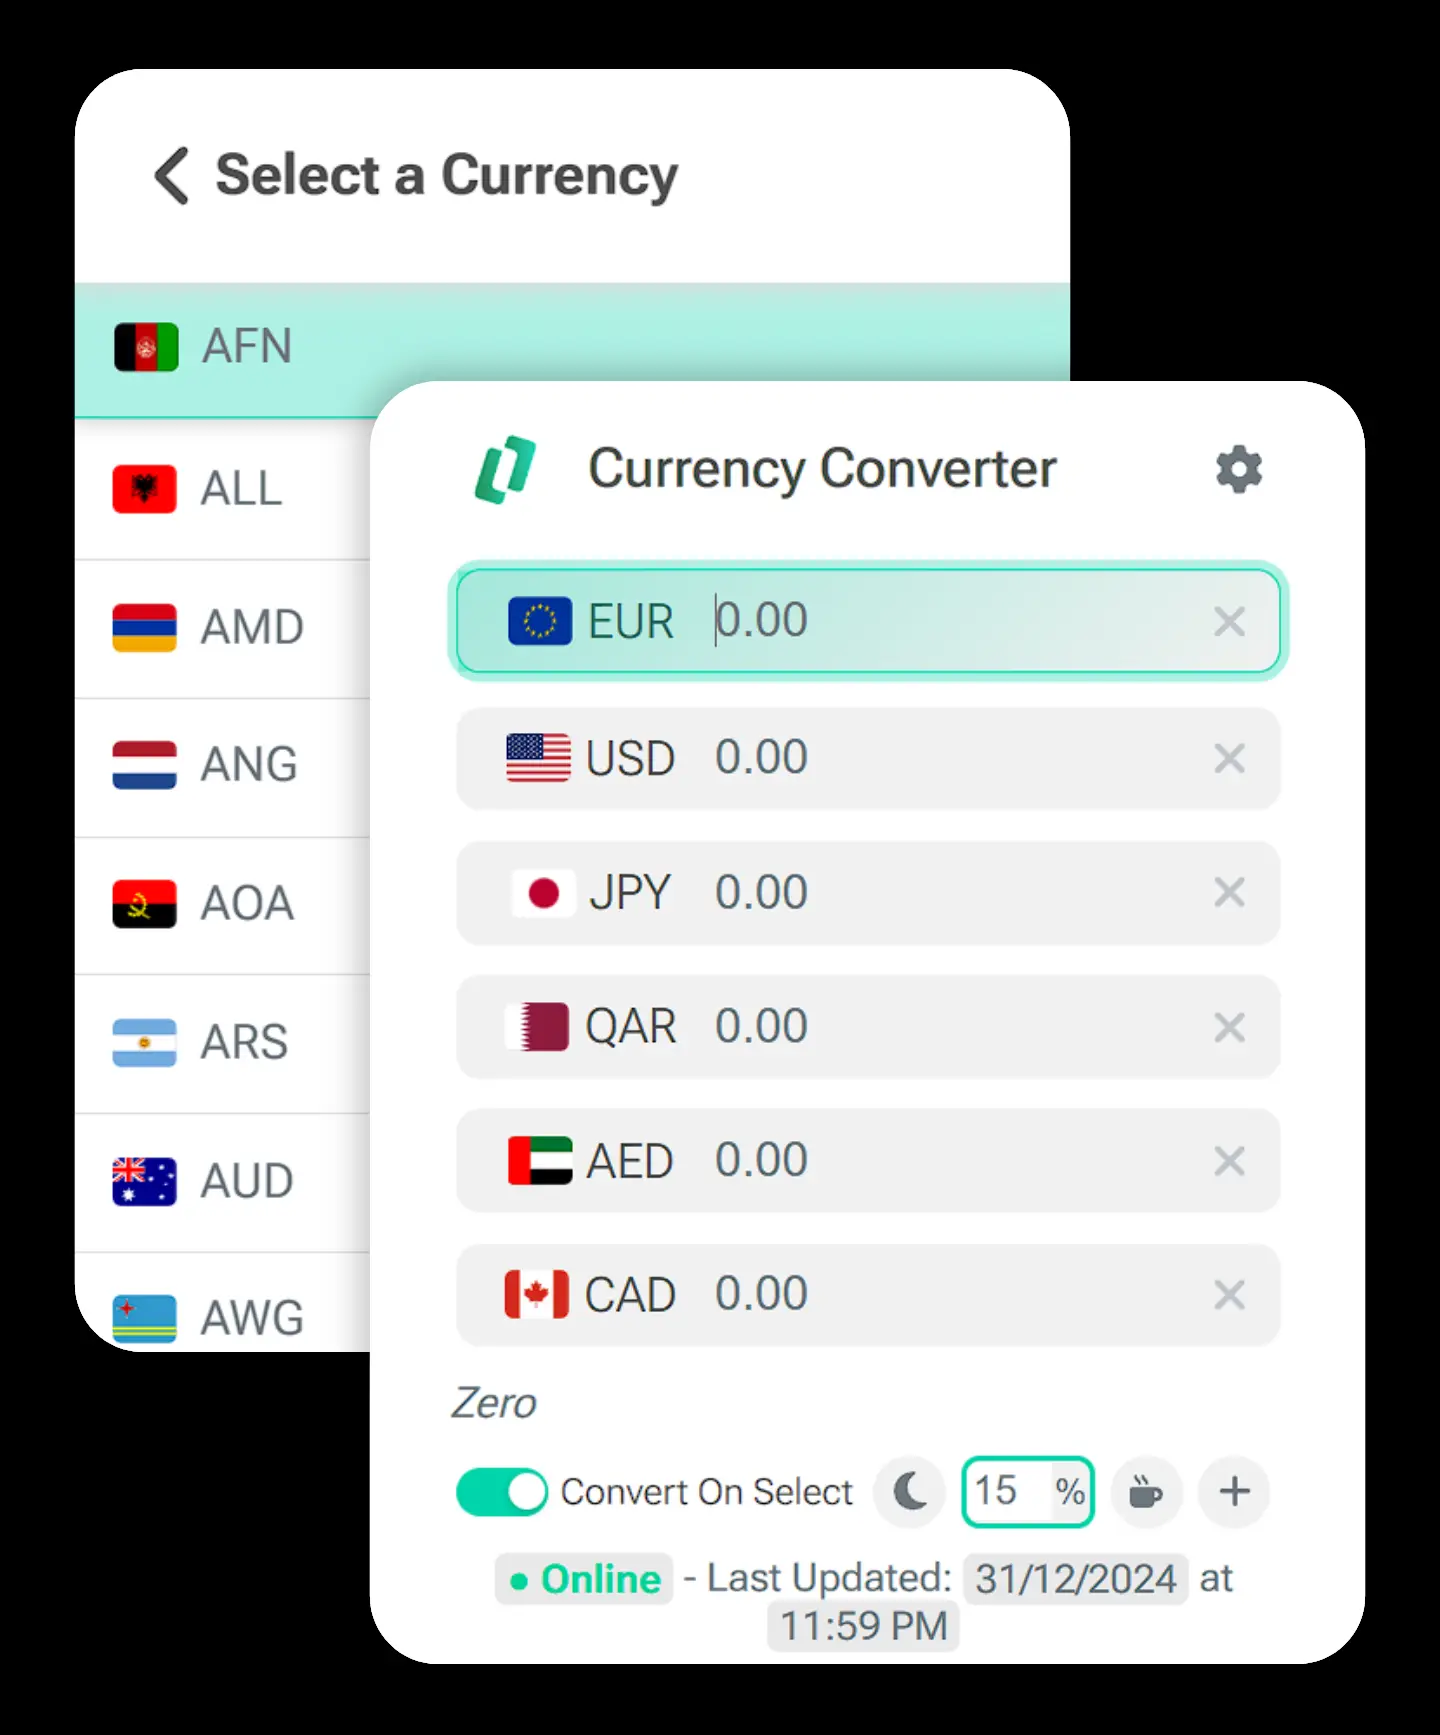 Select a Currency
AFN
ALL
AMD
ANG
AOA
ARS
AUD
AWG
Currency Converter
EUR 0.00
USD 0.00
JPY 0.00
QAR 0.00
AED 0.00
CAD 0.00
Zero
Convert On Select 15 %
Online - Last Updated: 31/12/2024 at
11:59 PM